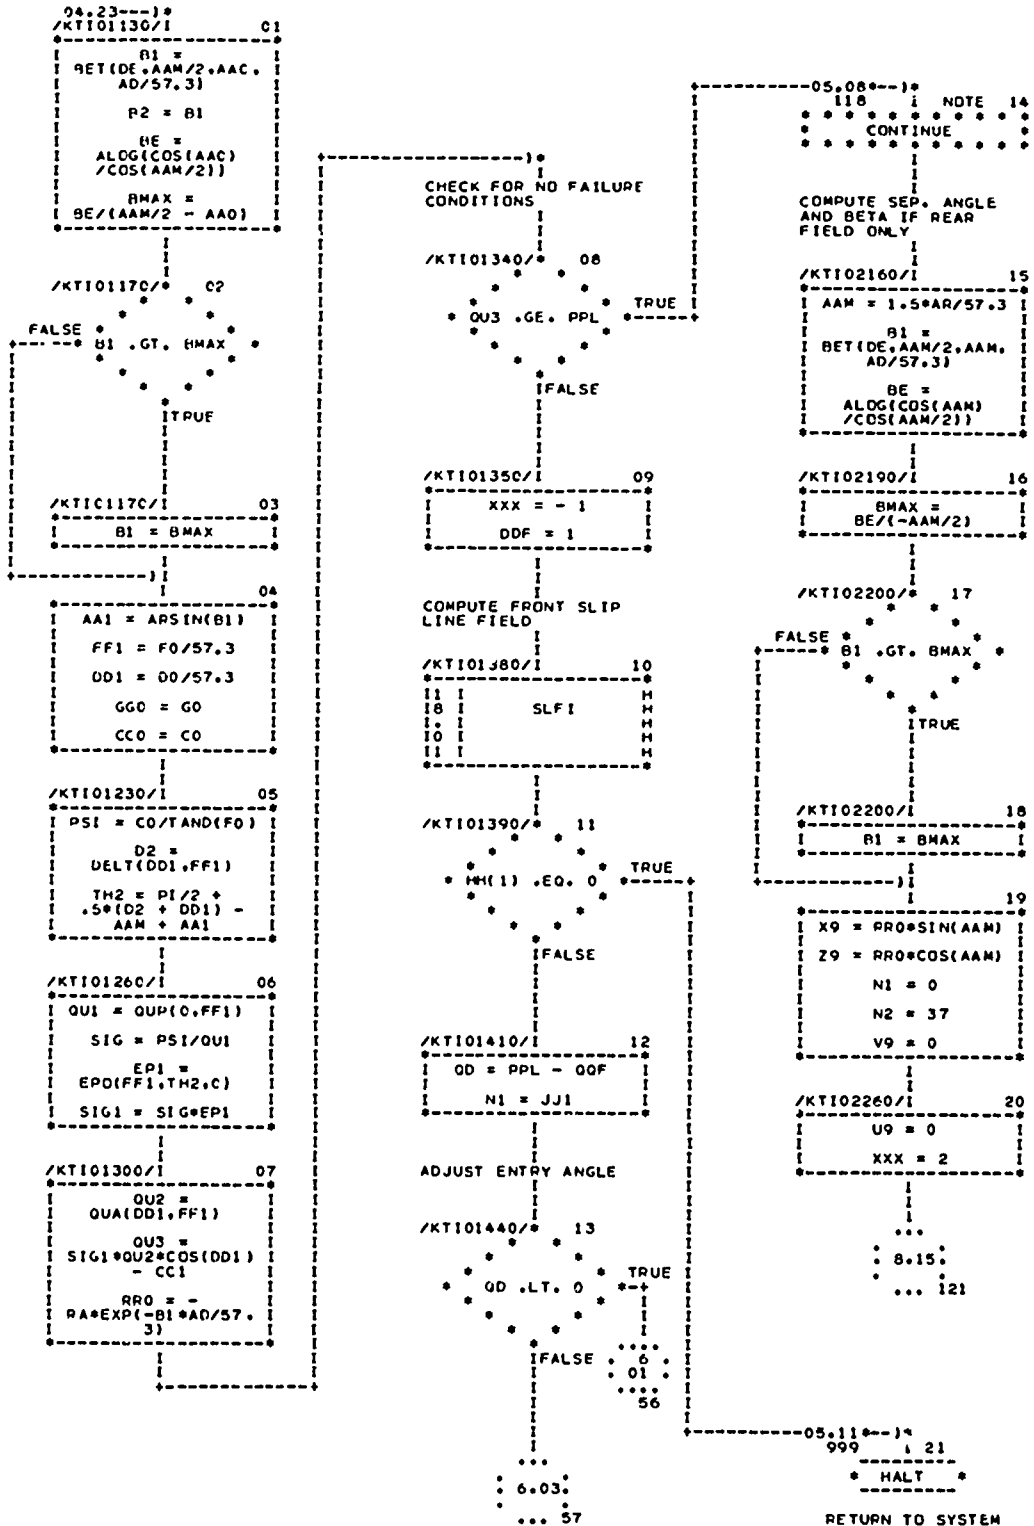 04.23---)*
/KTI01130/I 01
B1 =
BET(DE,AAM/2,AAC,
AD/57.3)
B2 = B1
BE =
ALOG(COS(AAC)
/COS(AAM/2))
BMAX =
BE/(AAM/2 - AAO)
/KTI01170/* 02
FALSE
B1 .GT. BMAX
TRUE
/KTIC1170/I 03
B1 = BMAX
04
AA1 = ARSIN(B1)
FF1 = F0/57.3
DD1 = D0/57.3
GGO = G0
CCO = C0
/KTI01230/I 05
PSI = C0/TAND(F0)
D2 =
DELT(DD1,FF1)
TH2 = PI/2 +
.5*(D2 + DD1) -
AAM + AA1
/KTI01260/I 06
QU1 = QUP(0,FF1)
SIG = PSI/QU1
EP1 =
EPO(FF1,TH2,C)
SIG1 = SIG*EP1
/KTI01300/I 07
QU2 =
QUA(DD1,FF1)
QU3 =
SIG1*QU2*COS(DD1)
- CC1
RRO = -
RA*EXP(-B1*AD/57.
3)
CHECK FOR NO FAILURE
CONDITIONS
/KTI01340/* 08
QU3 .GE. PPL
TRUE
FALSE
/KTI01350/I 09
XXX = - 1
DDF = 1
COMPUTE FRONT SLIP
LINE FIELD
/KTI01380/I 10
18.01
SLFI
/KTI01390/* 11
HH(1) .EQ. 0
TRUE
FALSE
/KTI01410/I 12
QD = PPL - QQF
N1 = JJ1
ADJUST ENTRY ANGLE
/KTI01440/* 13
QD .LT. 0
TRUE
FALSE
6
01
56
6.03
57
05.08*--)*
118 NOTE 14
CONTINUE
COMPUTE SEP. ANGLE
AND BETA IF REAR
FIELD ONLY
/KTI02160/I 15
AAM = 1.5*AR/57.3
B1 =
BET(DE,AAM/2,AAM,
AD/57.3)
BE =
ALOG(COS(AAM)
/COS(AAM/2))
/KTI02190/I 16
BMAX =
BE/(-AAM/2)
/KTI02200/* 17
FALSE
B1 .GT. BMAX
TRUE
/KTI02200/I 18
B1 = BMAX
19
X9 = RRO*SIN(AAM)
Z9 = RRO*COS(AAM)
N1 = 0
N2 = 37
V9 = 0
/KTI02260/I 20
U9 = 0
XXX = 2
8.15
121
05.11*--)*
999 21
HALT
RETURN TO SYSTEM